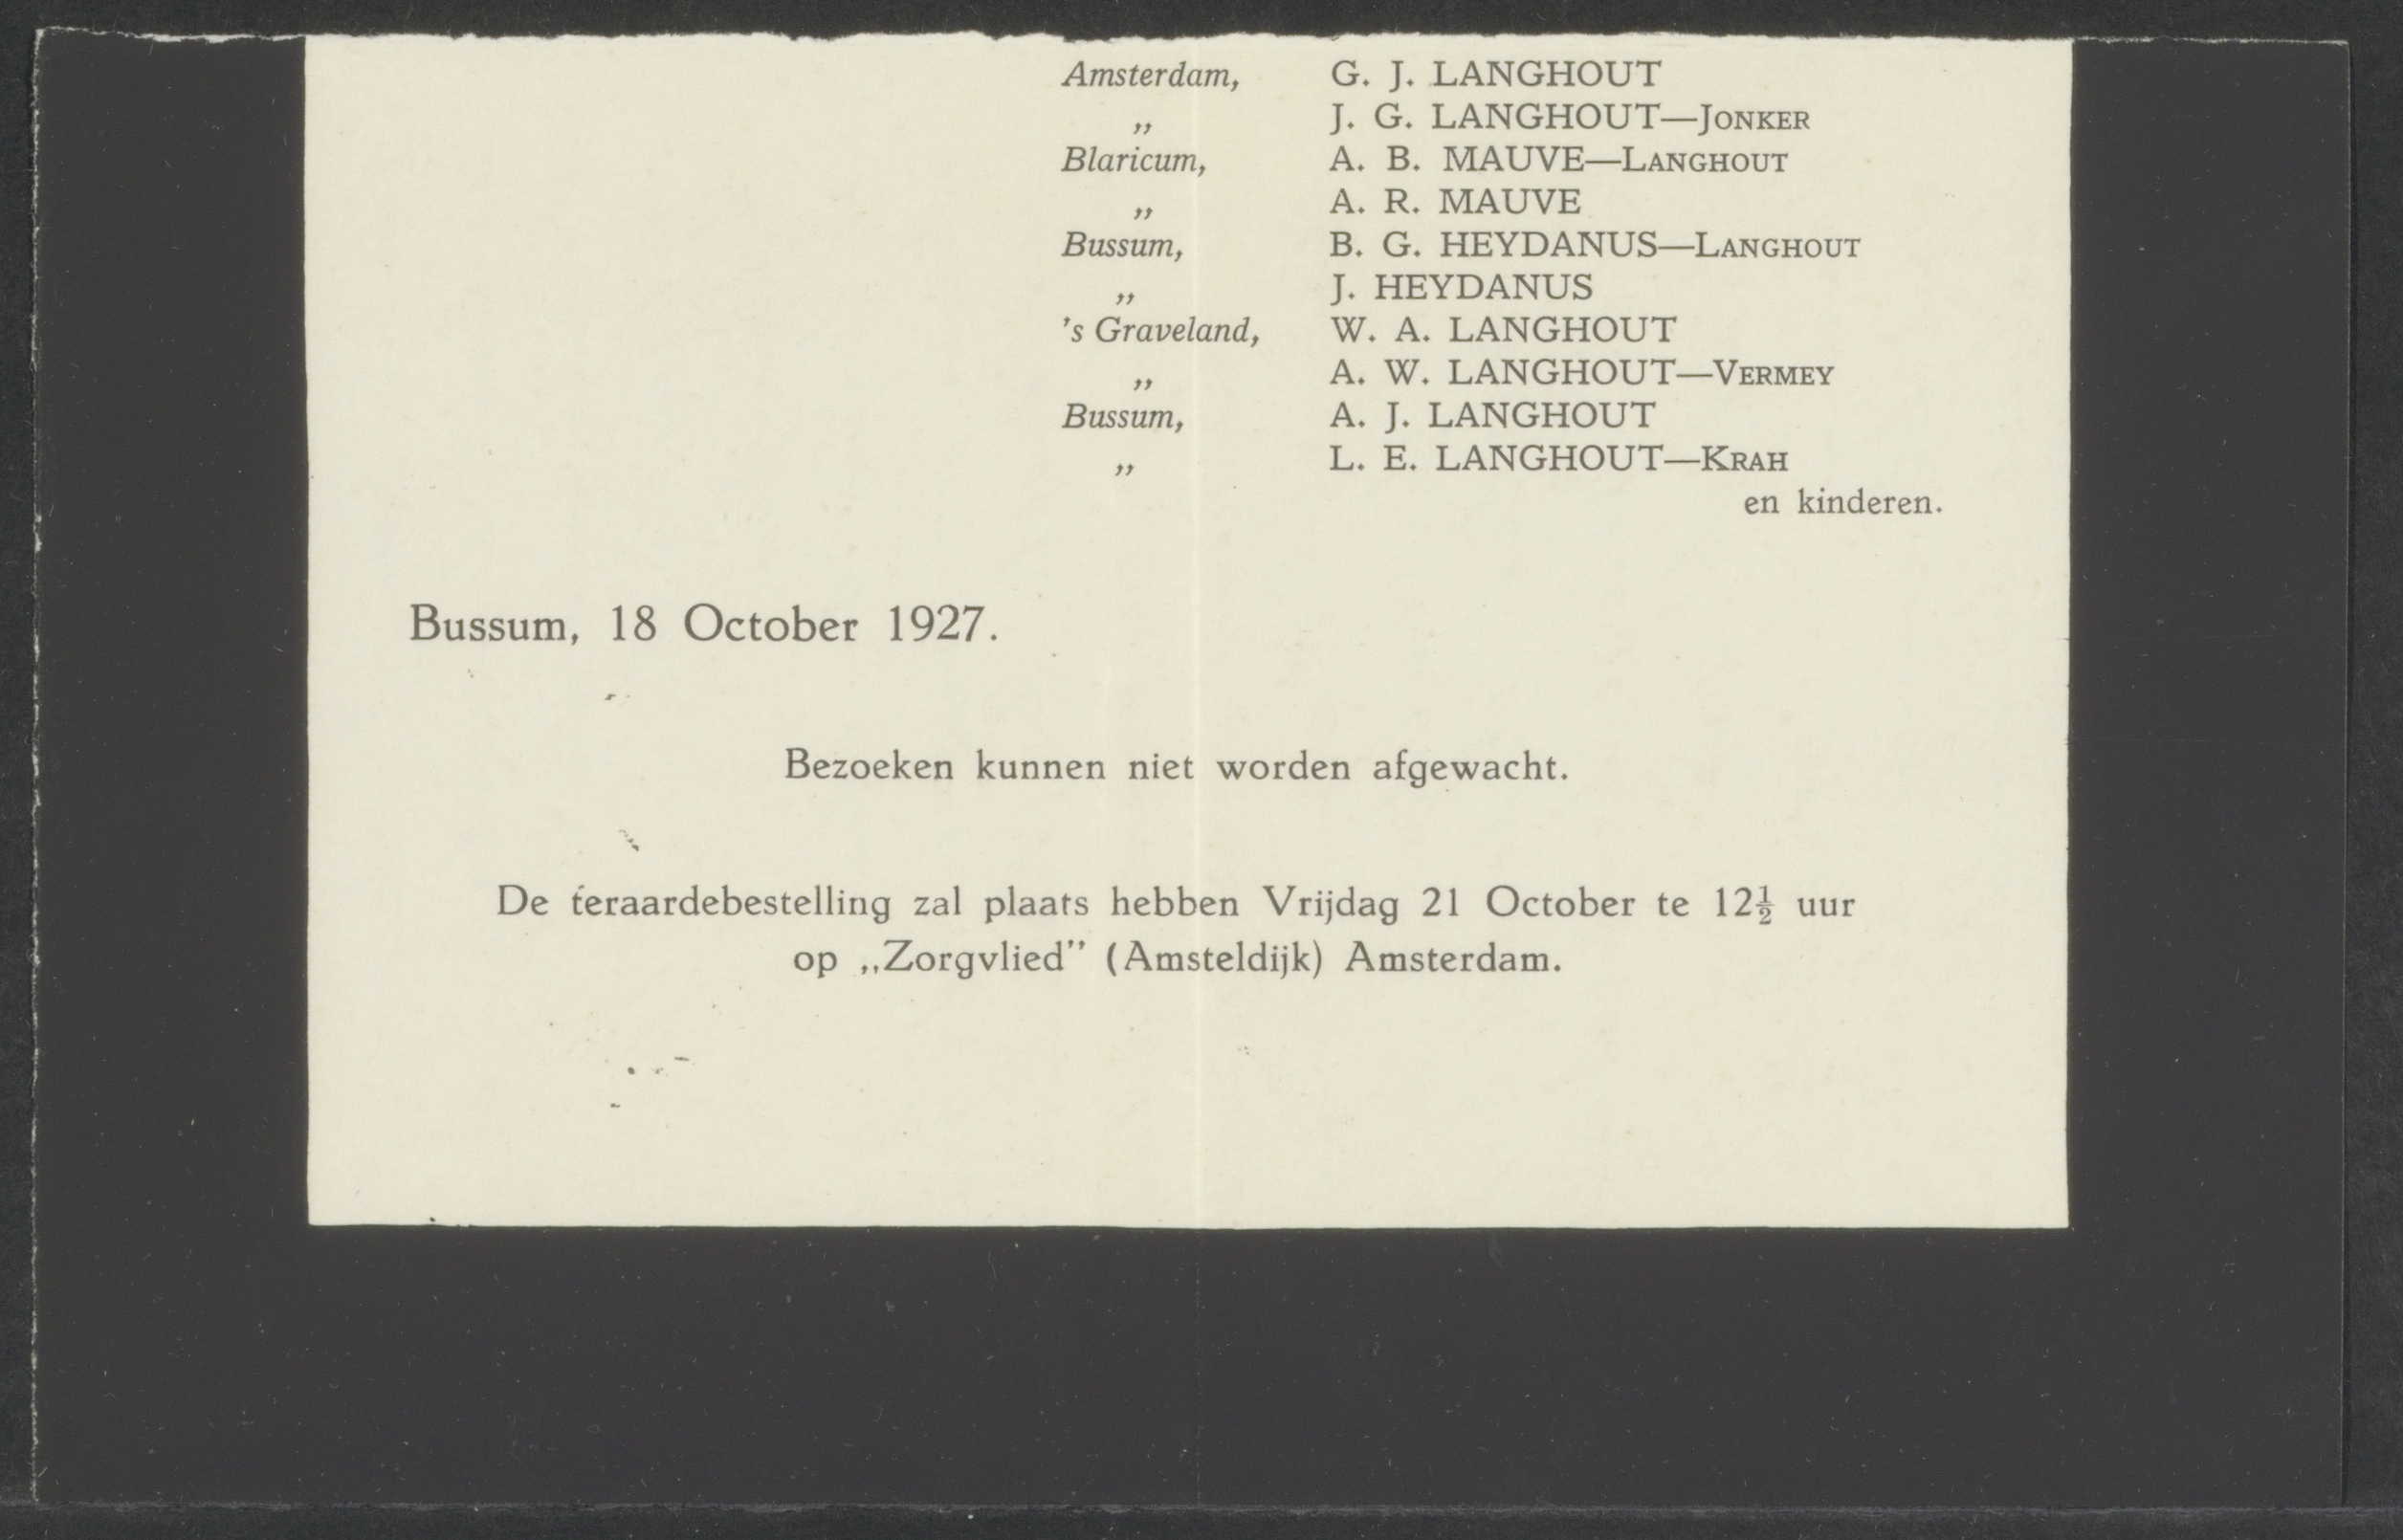 Amsterdam, G. J. LANGHOUT
„ J. G. LANGHOUT—JONKER
Blaricum, A. B. MAUVE—LANGHOUT
„ A. R. MAUVE
Bussum, B. G. HEYDANUS—LANGHOUT
„ J. HEYDANUS
's Graveland, W. A. LANGHOUT
„ A. W. LANGHOUT—VERMEY
Bussum, A. J. LANGHOUT
„ L. E. LANGHOUT—KRAH
en kinderen.
Bussum, 18 October 1927.
Bezoeken kunnen niet worden afgewacht.
De teraardebestelling zal plaats hebben Vrijdag 21 October te 12½ uur
op „Zorgvlied” (Amsteldijk) Amsterdam.